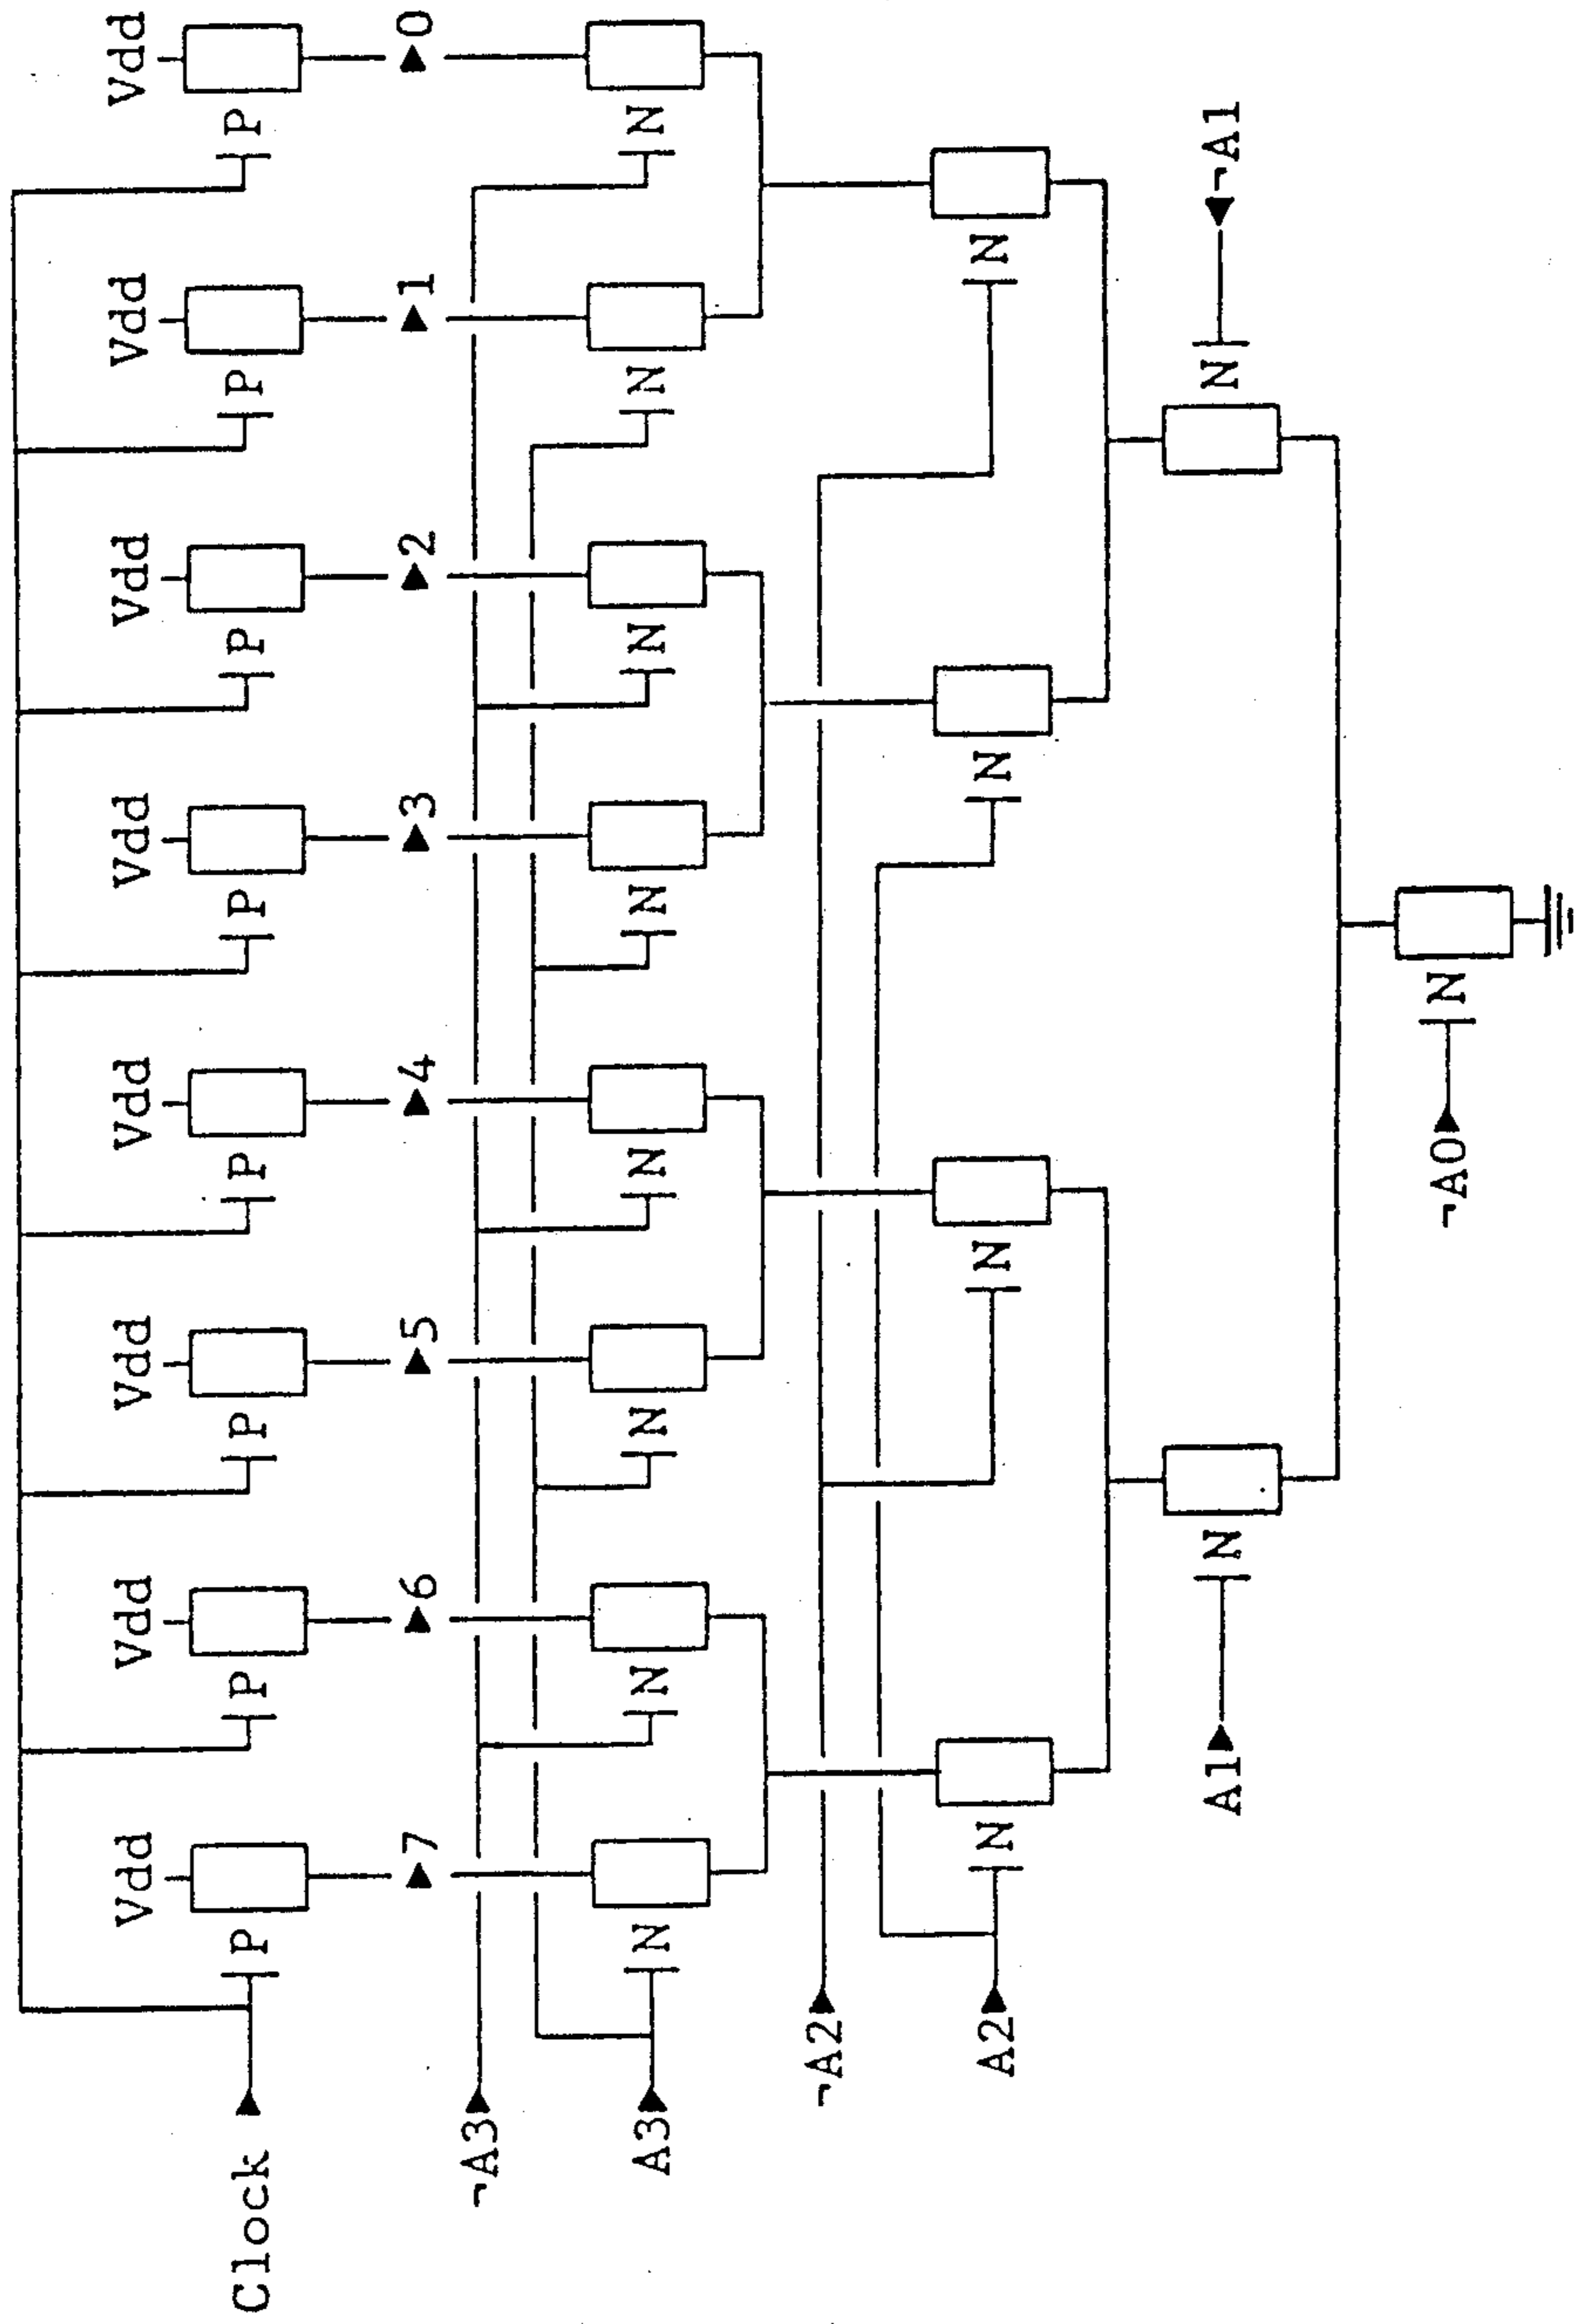 Vdd Vdd Vdd Vdd Vdd Vdd Vdd Vdd
Clock P P P P P P P P
7 6 5 4 3 2 1 0
¬A3
A3 N N N N N N N N
¬A2
A2 N N N N
A1 N N ¬A1
¬A0 N